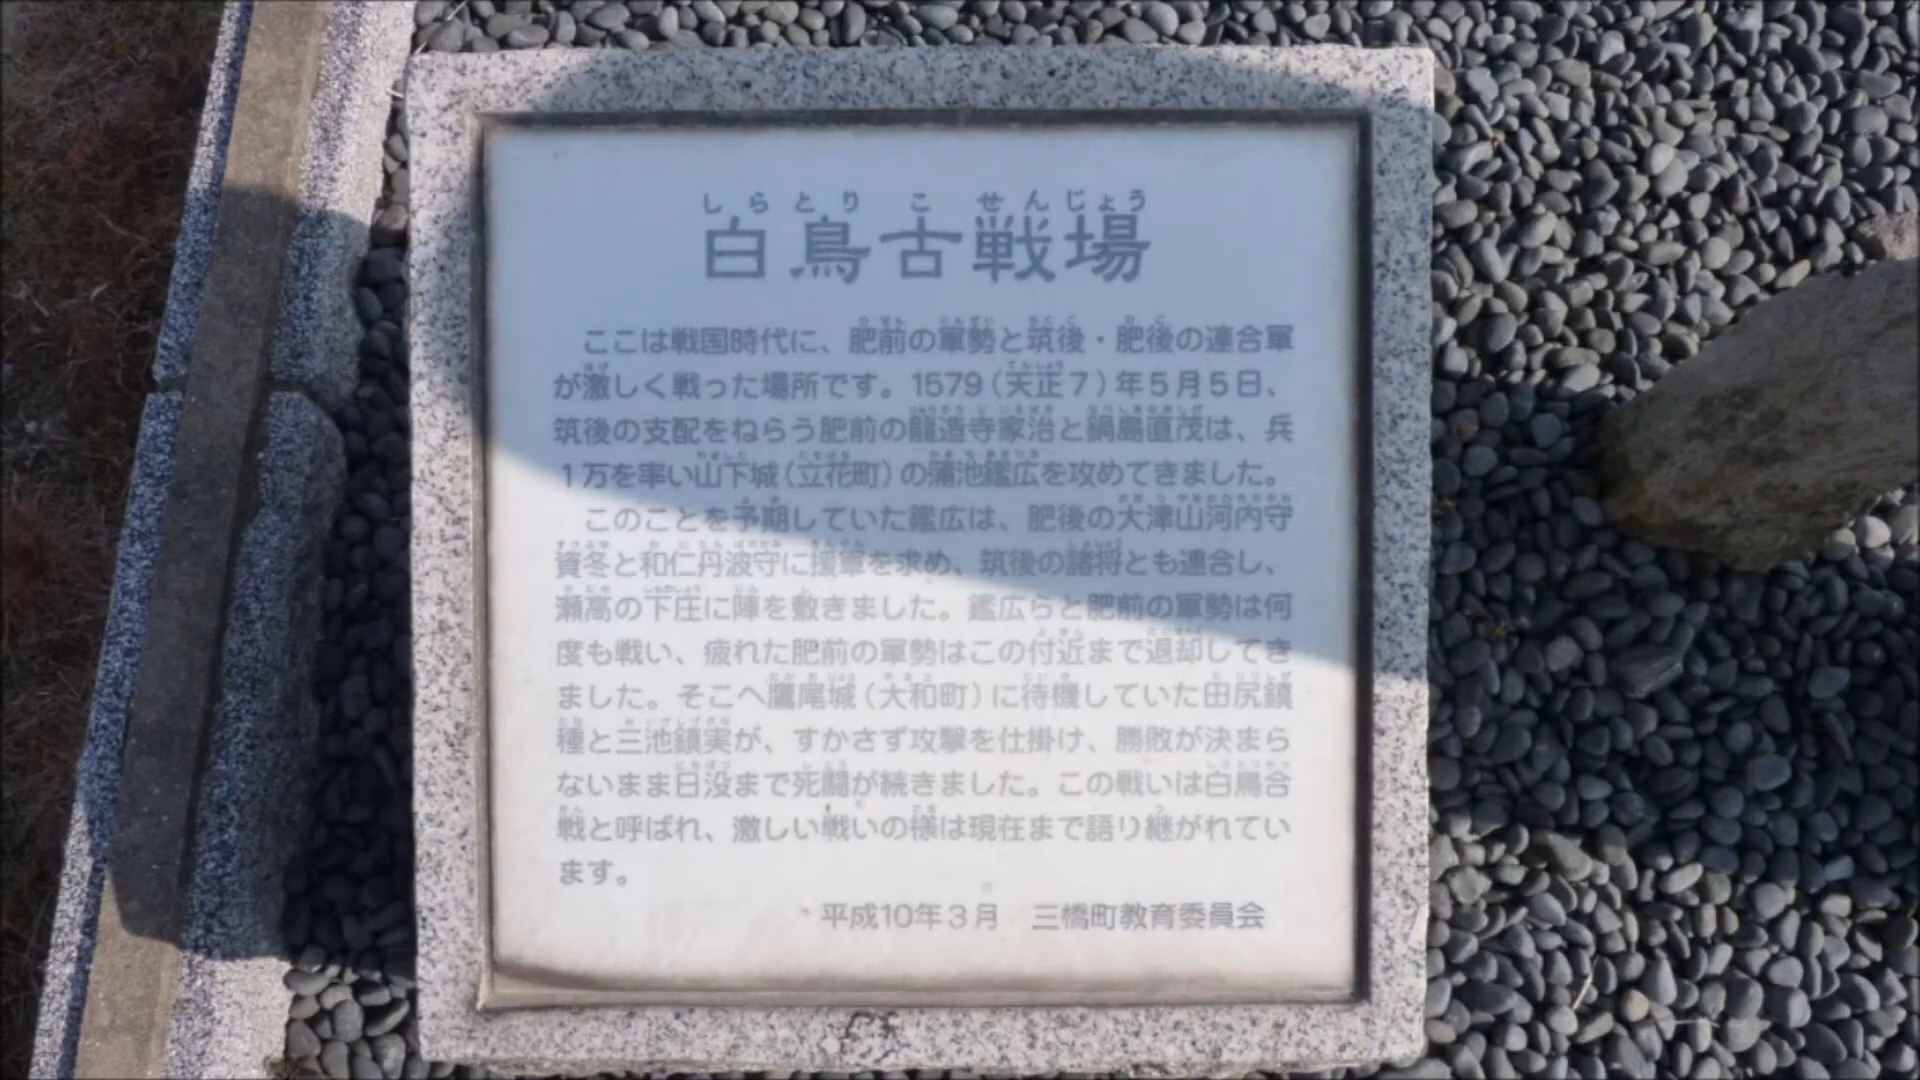 しらとりこせんじょう
白鳥古戦場
ここは戦国時代に、肥前の軍勢と筑後・肥後の連合軍
が激しく戦った場所です。1579（天正７）年５月５日、
筑後の支配をねらう肥前の龍造寺家治と鍋島直茂は、兵
１万を率い山下城（立花町）の蒲池鑑広を攻めてきました。
このことを予期していた鑑広は、肥後の大津山河内守
資冬と和仁丹波守に援軍を求め、筑後の諸将とも連合し、
瀬高の下庄に陣を敷きました。鑑広らと肥前の軍勢は何
度も戦い、疲れた肥前の軍勢はこの付近まで退却してき
ました。そこへ鷹尾城（大和町）に待機していた田尻鎮
種と三池鎮実が、すかさず攻撃を仕掛け、勝敗が決まら
ないまま日没まで死闘が続きました。この戦いは白鳥合
戦と呼ばれ、激しい戦いの様は現在まで語り継がれてい
ます。
平成10年３月　三橋町教育委員会